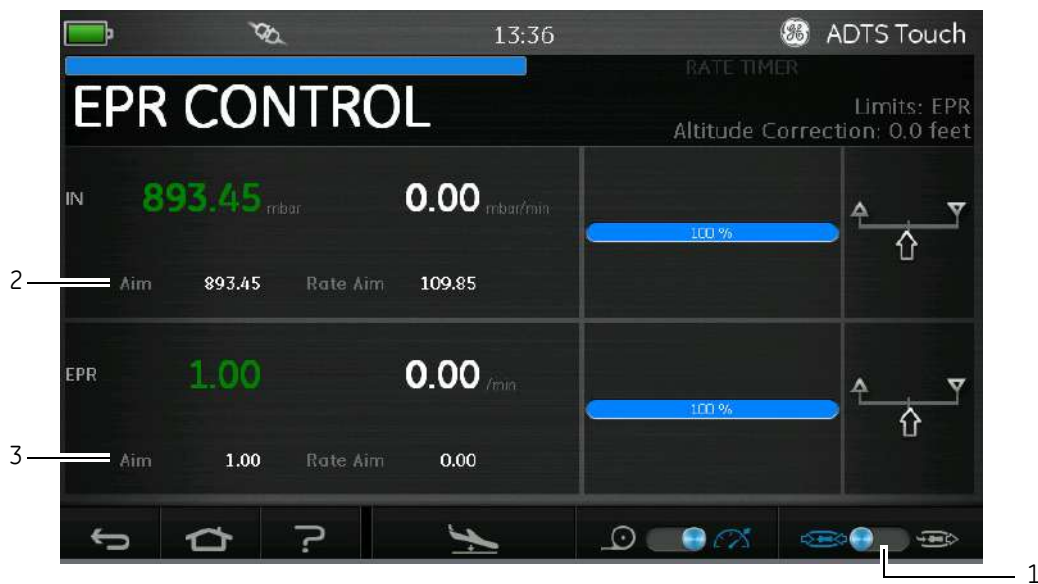 13:36
ADTS Touch
RATE TIMER
EPR CONTROL
Limits: EPR
Altitude Correction: 0.0 feet
IN 893.45 mbar 0.00 mbar/min
100 %
2 Aim 893.45 Rate Aim 109.85
EPR 1.00 0.00 /min
100 %
3 Aim 1.00 Rate Aim 0.00
?
1